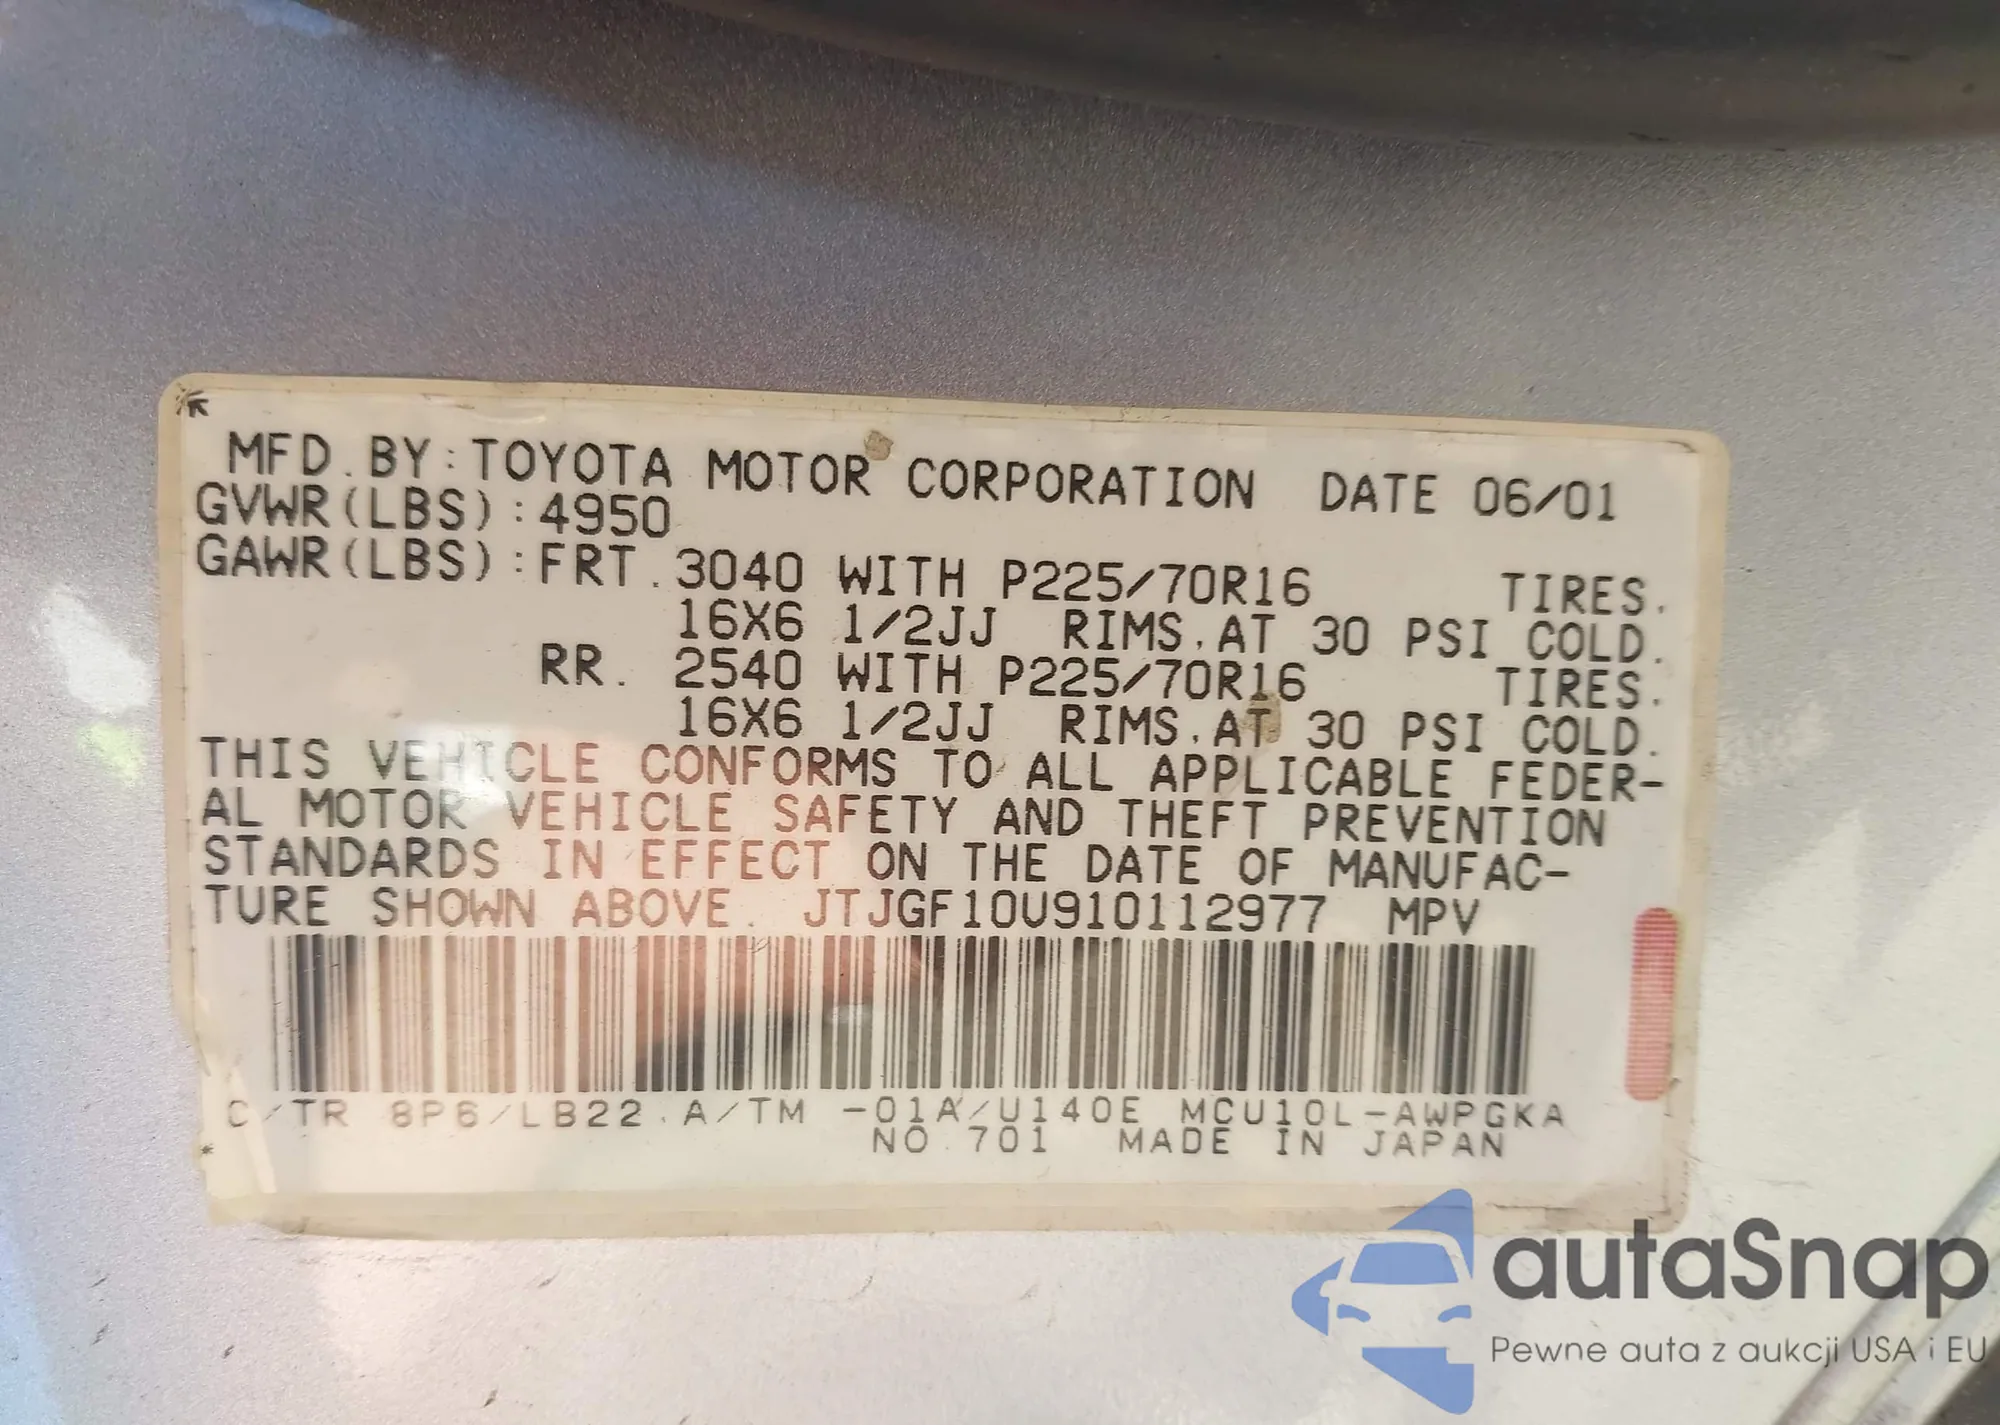 MFD.BY:TOYOTA MOTOR CORPORATION DATE 06/01
GVWR(LBS):4950
GAWR(LBS):FRT.3040 WITH P225/70R16 TIRES.
16X6 1/2JJ RIMS.AT 30 PSI COLD.
RR. 2540 WITH P225/70R16 TIRES.
16X6 1/2JJ RIMS.AT 30 PSI COLD.
THIS VEHICLE CONFORMS TO ALL APPLICABLE FEDER-
AL MOTOR VEHICLE SAFETY AND THEFT PREVENTION
STANDARDS IN EFFECT ON THE DATE OF MANUFAC-
TURE SHOWN ABOVE. JTJGF10U910112977 MPV
C/TR 8P6/LB22.A/TM -01A/U140E MCU10L-AWPGKA
NO.701 MADE IN JAPAN
autaSnap
Pewne auta z aukcji USA i EU